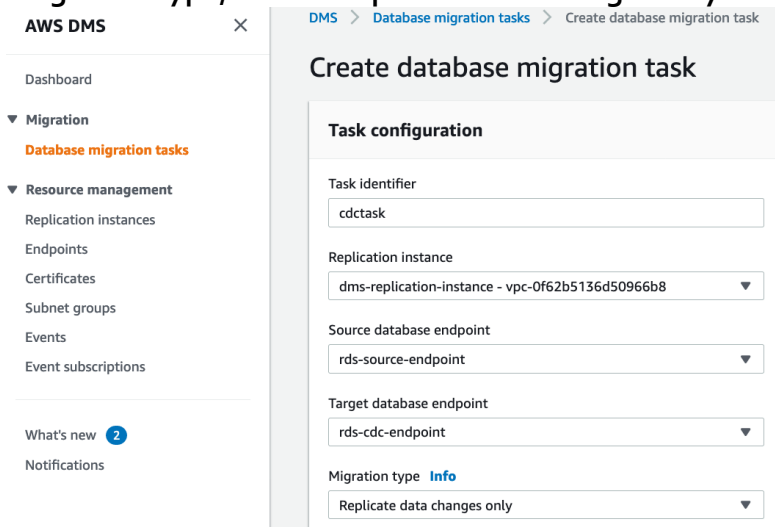 AWS DMS
Dashboard
Migration
Database migration tasks
Resource management
Replication instances
Endpoints
Certificates
Subnet groups
Events
Event subscriptions
What's new 2
Notifications
DMS > Database migration tasks > Create database migration task
Create database migration task
Task configuration
Task identifier
cdctask
Replication instance
dms-replication-instance - vpc-0f62b5136d50966b8
Source database endpoint
rds-source-endpoint
Target database endpoint
rds-cdc-endpoint
Migration type Info
Replicate data changes only